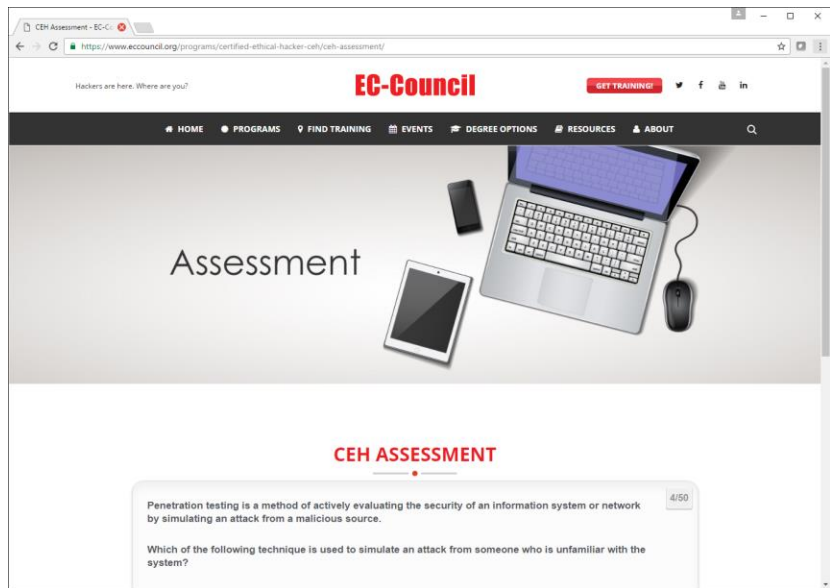 CEH Assessment - EC-Co
https://www.eccouncil.org/programs/certified-ethical-hacker-ceh/ceh-assessment/
Hackers are here. Where are you?
EC-Council
GET TRAINING!
HOME PROGRAMS FIND TRAINING EVENTS DEGREE OPTIONS RESOURCES ABOUT
Assessment
CEH ASSESSMENT
4/50
Penetration testing is a method of actively evaluating the security of an information system or network
by simulating an attack from a malicious source.
Which of the following technique is used to simulate an attack from someone who is unfamiliar with the
system?